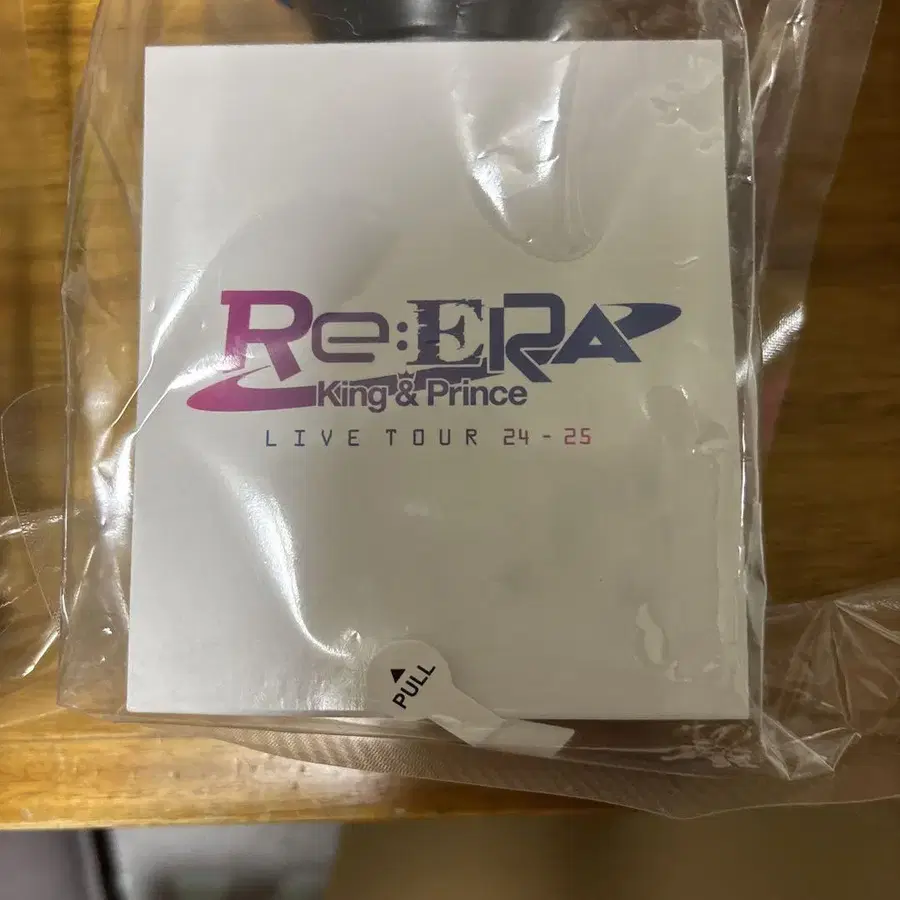 Re:ERA
King & Prince
LIVE TOUR 24-25
▲
PULL